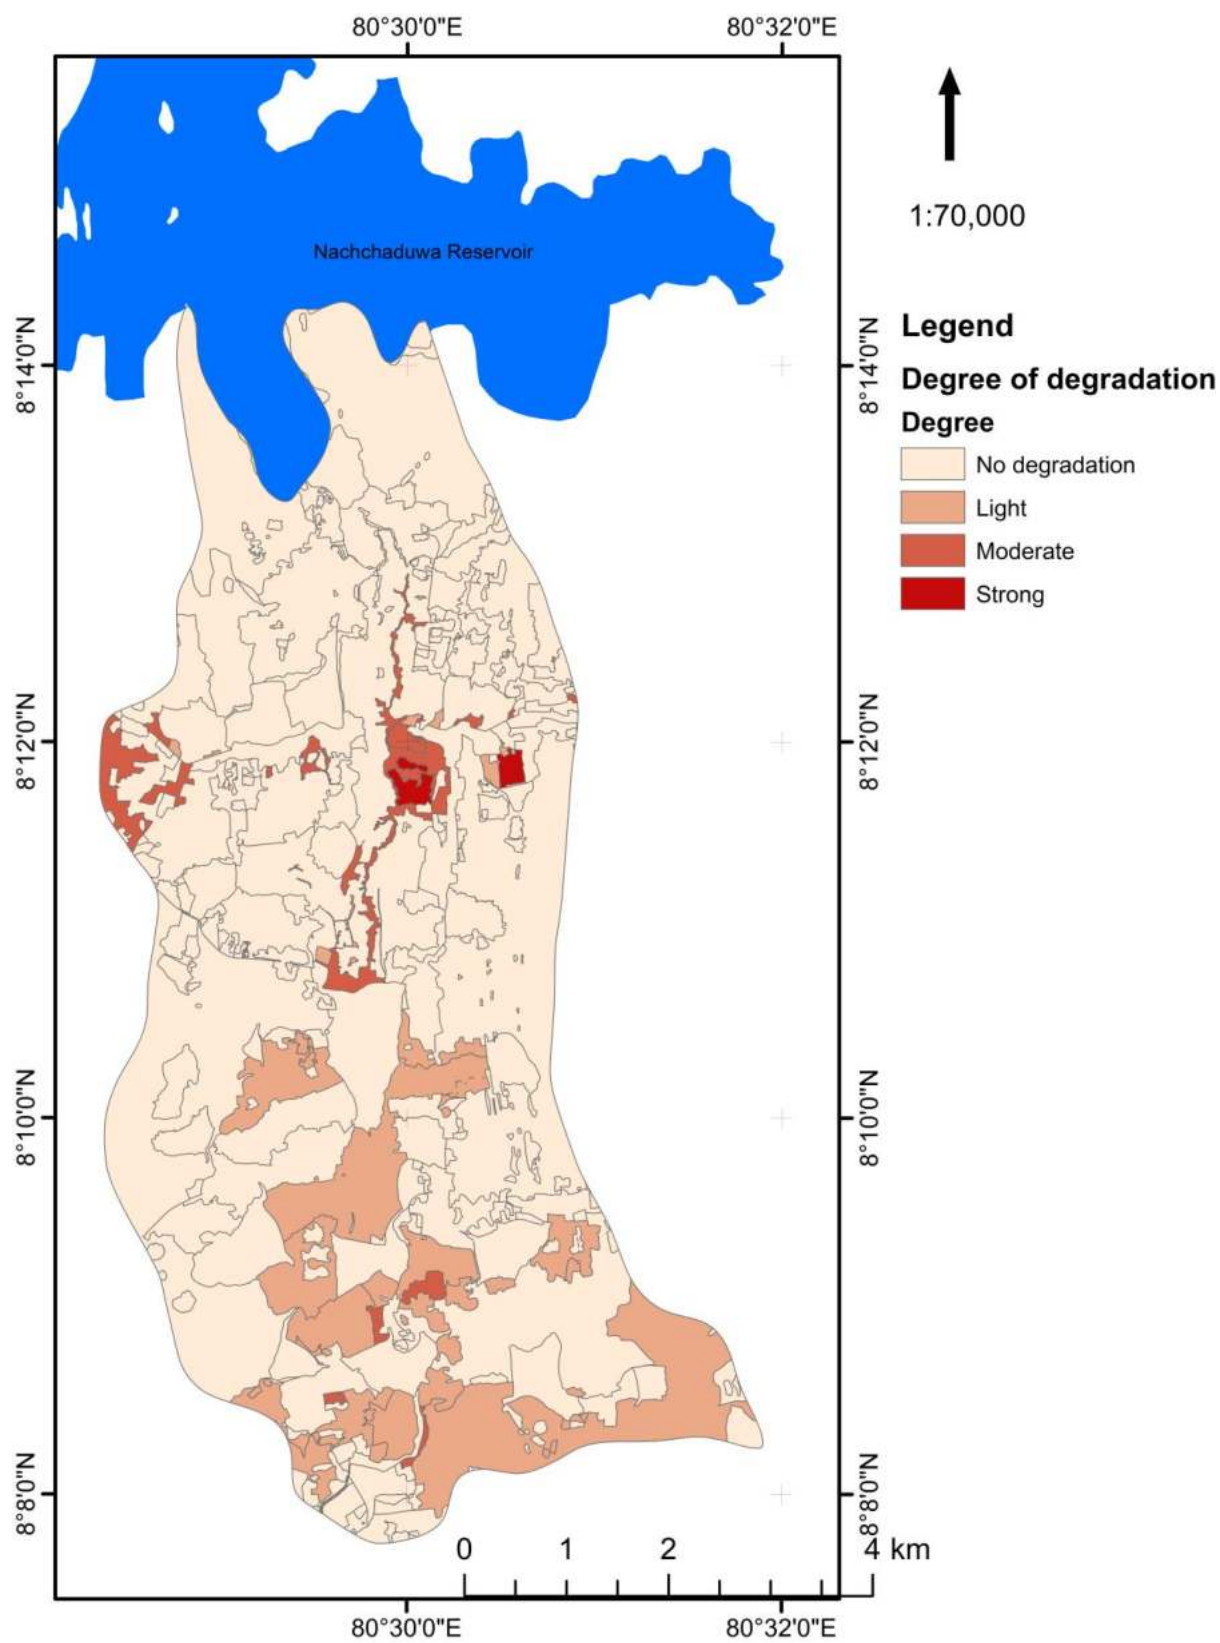 80°30'0"E
80°32'0"E
1:70,000
Nachchaduwa Reservoir
8°14'0"N
8°14'0"N
Legend
Degree of degradation
Degree
No degradation
Light
Moderate
Strong
8°12'0"N
8°12'0"N
8°10'0"N
8°10'0"N
8°8'0"N
8°8'0"N
0 1 2 4 km
80°30'0"E
80°32'0"E